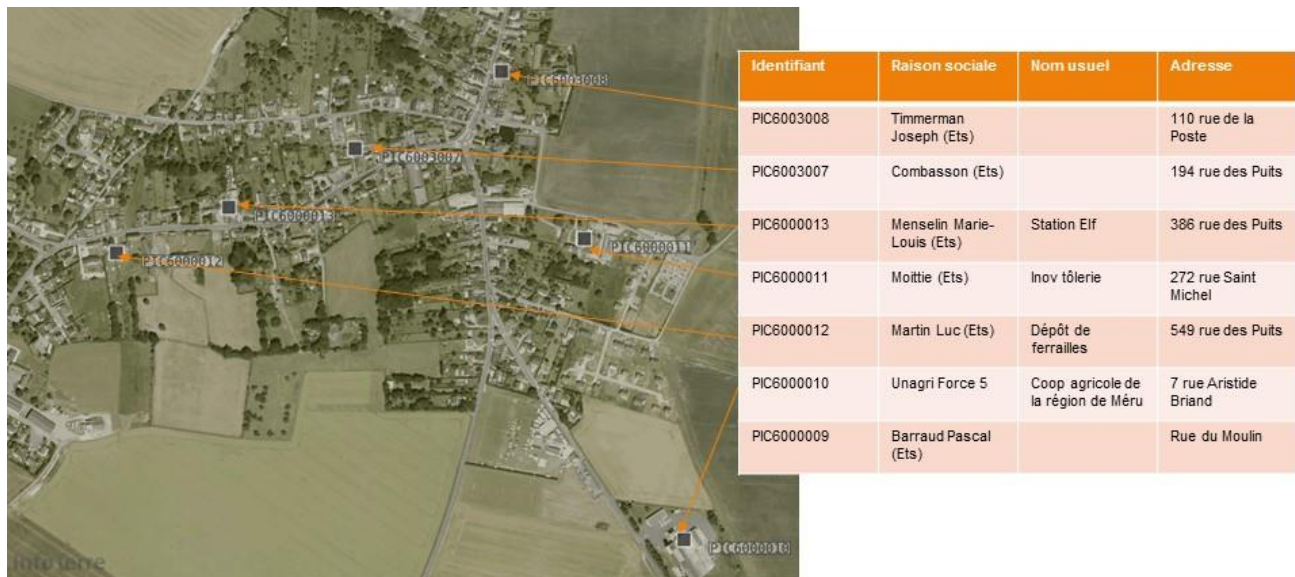 PIC6003008
PIC6003007
PIC6000013
PIC6000011
PIC6000012
PIC6000010
infoterre
Identifiant Raison sociale Nom usuel Adresse
PIC6003008 Timmerman 110 rue de la
Joseph (Ets) Poste
PIC6003007 Combasson (Ets) 194 rue des Puits
PIC6000013 Menselin Marie- Station Elf 386 rue des Puits
Louis (Ets)
PIC6000011 Moittie (Ets) Inov tôlerie 272 rue Saint
Michel
PIC6000012 Martin Luc (Ets) Dépôt de 549 rue des Puits
ferrailles
PIC6000010 Unagri Force 5 Coop agricole de 7 rue Aristide
la région de Méru Briand
PIC6000009 Barraud Pascal Rue du Moulin
(Ets)